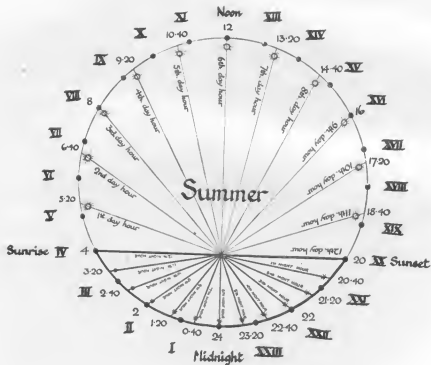 Noon
12
XI
10·40
X
9·20
IX
VIII
8
VII
6·40
VI
5·20
V
Sunrise IV 4
XIII
13·20
XIV
14·40
XV
16
XVI
XVII
17·20
XVIII
18·40
XIX
20 XX Sunset
1st day hour
2nd day hour
3rd day hour
4th day hour
5th day hour
6th day hour
7th day hour
8th day hour
9th day hour
10th day hour
11th day hour
12th day hour
Summer
3·20
III
2·40
2
II
1·20
I
0·40
24
Midnight
23·20
XXIII
22·40
XXII
22
21·20
XXI
20·40